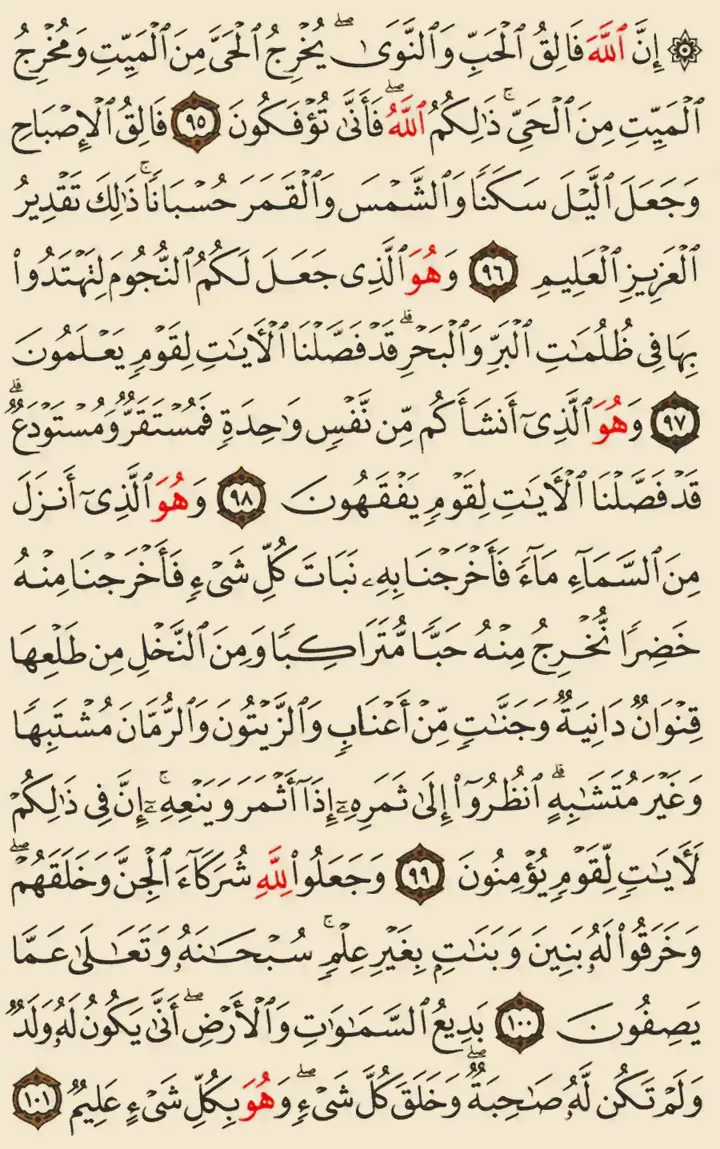 ۞ إِنَّ ٱللَّهَ فَالِقُ ٱلْحَبِّ وَٱلنَّوَىٰ ۖ يُخْرِجُ ٱلْحَىَّ مِنَ ٱلْمَيِّتِ وَمُخْرِجُ
ٱلْمَيِّتِ مِنَ ٱلْحَىِّ ۚ ذَٰلِكُمُ ٱللَّهُ ۖ فَأَنَّىٰ تُؤْفَكُونَ ٩٥ فَالِقُ ٱلْإِصْبَاحِ
وَجَعَلَ ٱلَّيْلَ سَكَنًا وَٱلشَّمْسَ وَٱلْقَمَرَ حُسْبَانًا ۚ ذَٰلِكَ تَقْدِيرُ
ٱلْعَزِيزِ ٱلْعَلِيمِ ٩٦ وَهُوَ ٱلَّذِى جَعَلَ لَكُمُ ٱلنُّجُومَ لِتَهْتَدُوا۟
بِهَا فِى ظُلُمَٰتِ ٱلْبَرِّ وَٱلْبَحْرِ ۗ قَدْ فَصَّلْنَا ٱلْءَايَٰتِ لِقَوْمٍ يَعْلَمُونَ
٩٧ وَهُوَ ٱلَّذِىٓ أَنشَأَكُم مِّن نَّفْسٍ وَٰحِدَةٍ فَمُسْتَقَرٌّ وَمُسْتَوْدَعٌ ۗ
قَدْ فَصَّلْنَا ٱلْءَايَٰتِ لِقَوْمٍ يَفْقَهُونَ ٩٨ وَهُوَ ٱلَّذِىٓ أَنزَلَ
مِنَ ٱلسَّمَآءِ مَآءً فَأَخْرَجْنَا بِهِۦ نَبَاتَ كُلِّ شَىْءٍ فَأَخْرَجْنَا مِنْهُ
خَضِرًا نُّخْرِجُ مِنْهُ حَبًّا مُّتَرَاكِبًا وَمِنَ ٱلنَّخْلِ مِن طَلْعِهَا
قِنْوَانٌ دَانِيَةٌ وَجَنَّٰتٍ مِّنْ أَعْنَابٍ وَٱلزَّيْتُونَ وَٱلرُّمَّانَ مُشْتَبِهًا
وَغَيْرَ مُتَشَٰبِهٍ ۗ ٱنظُرُوٓا۟ إِلَىٰ ثَمَرِهِۦٓ إِذَآ أَثْمَرَ وَيَنْعِهِۦٓ ۚ إِنَّ فِى ذَٰلِكُمْ
لَءَايَٰتٍ لِّقَوْمٍ يُؤْمِنُونَ ٩٩ وَجَعَلُوا۟ لِلَّهِ شُرَكَآءَ ٱلْجِنَّ وَخَلَقَهُمْ ۖ
وَخَرَقُوا۟ لَهُۥ بَنِينَ وَبَنَٰتٍۭ بِغَيْرِ عِلْمٍ ۚ سُبْحَٰنَهُۥ وَتَعَٰلَىٰ عَمَّا
يَصِفُونَ ١٠٠ بَدِيعُ ٱلسَّمَٰوَٰتِ وَٱلْأَرْضِ ۖ أَنَّىٰ يَكُونُ لَهُۥ وَلَدٌ
وَلَمْ تَكُن لَّهُۥ صَٰحِبَةٌ ۖ وَخَلَقَ كُلَّ شَىْءٍ ۖ وَهُوَ بِكُلِّ شَىْءٍ عَلِيمٌ ١٠١